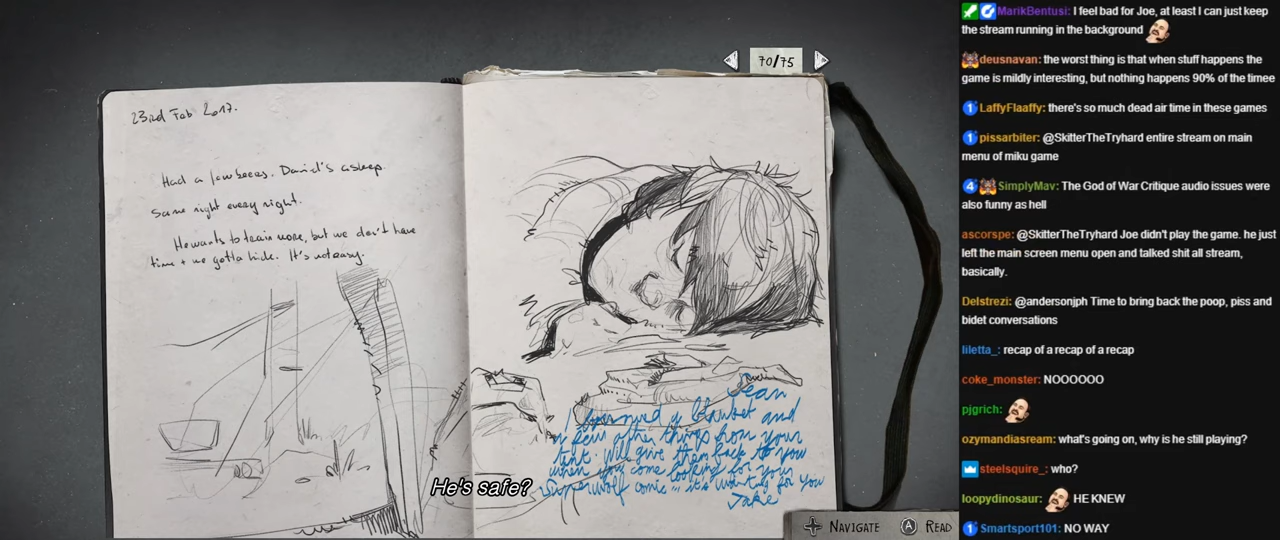 23rd Feb 2017.
Had a few beers. Daniel's asleep.
Same night every night.
He wants to train more, but we don't have
time + we gotta hide. It's not easy.
70/75
Sean
I borrowed a blanket and
a few other things from your
tent. Will give them back to you
when you come looking for your
Superwolf comic... it's waiting for you
Jake
He's safe?
NAVIGATE
A READ
MarikBentusi: I feel bad for Joe, at least I can just keep
the stream running in the background
deusnavan: the worst thing is that when stuff happens the
game is mildly interesting, but nothing happens 90% of the timee
LaffyFlaaffy: there's so much dead air time in these games
pissarbiter: @SkitterTheTryhard entire stream on main
menu of miku game
SimplyMav: The God of War Critique audio issues were
also funny as hell
ascorspe: @SkitterTheTryhard Joe didn't play the game. he just
left the main screen menu open and talked shit all stream,
basically.
Delstrezi: @andersonjph Time to bring back the poop, piss and
bidet conversations
liletta_: recap of a recap of a recap
coke_monster: NOOOOOO
pjgrich:
ozymandiasream: what's going on, why is he still playing?
steelsquire_: who?
loopydinosaur: HE KNEW
Smartsport101: NO WAY